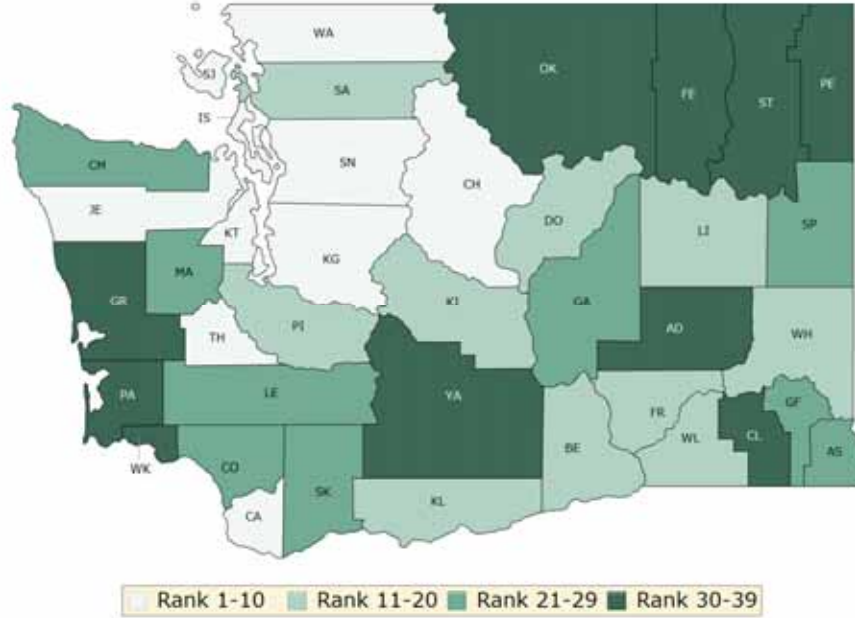 WA
SJ
SA
OK
FE
ST
PE
IS
CM
SN
CH
JE
DO
KT
LI
SP
KG
MA
GR
KI
GA
PI
TH
AD
WH
PA
LE
YA
FR
GF
WK
CO
BE
WL
CL
AS
SK
KL
CA
Rank 1-10 Rank 11-20 Rank 21-29 Rank 30-39